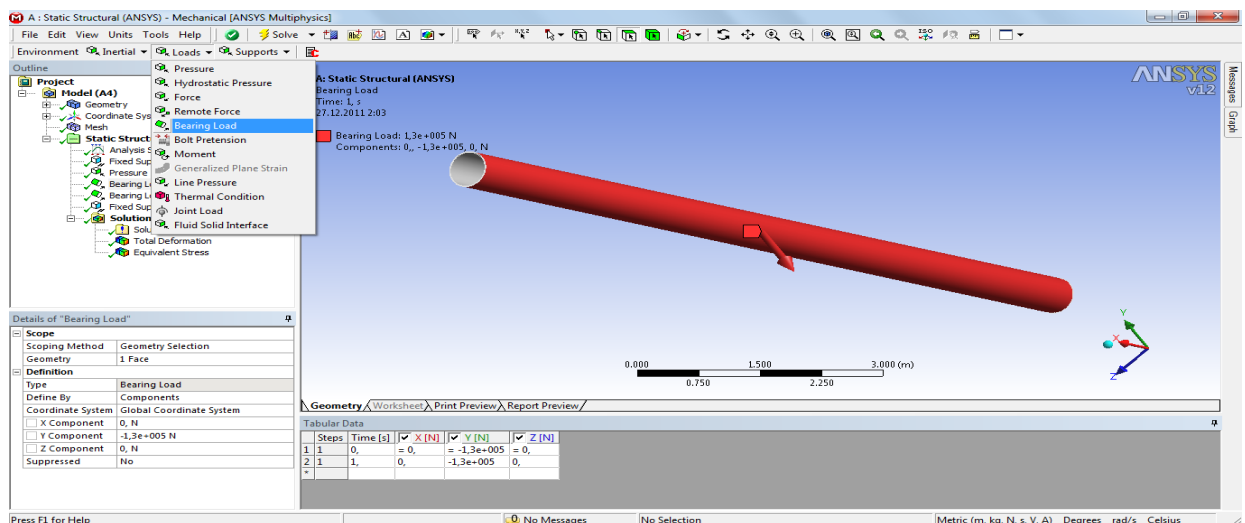 A : Static Structural (ANSYS) - Mechanical [ANSYS Multiphysics]
File Edit View Units Tools Help Solve
Environment Inertial Loads Supports
Outline
Project
Model (A4)
Geomet
Coordinate Sys
Mesh
Static Struct
Analysis S
Fixed Sup
Pressure
Bearing L
Bearing L
Fixed Sup
Solution
Solu
Total Deformation
Equivalent Stress
Pressure
Hydrostatic Pressure
Force
Remote Force
Bearing Load
Bolt Pretension
Moment
Generalized Plane Strain
Line Pressure
Thermal Condition
Joint Load
Fluid Solid Interface
A: Static Structural (ANSYS)
Bearing Load
Time: 1, s
27.12.2011 2:03
Bearing Load: 1,3e+005 N
Components: 0,, -1,3e+005, 0, N
ANSYS
v12
Messages
Graph
0.000 1.500 3.000 (m)
0.750 2.250
Y
X
Z
Geometry Worksheet Print Preview Report Preview
Details of "Bearing Load"
Scope
Scoping Method Geometry Selection
Geometry 1 Face
Definition
Type Bearing Load
Define By Components
Coordinate System Global Coordinate System
X Component 0, N
Y Component -1,3e+005 N
Z Component 0, N
Suppressed No
Tabular Data
Steps Time [s] X [N] Y [N] Z [N]
1 1 0, = 0, = -1,3e+005 = 0,
2 1 1, 0, -1,3e+005 0,
*
Press F1 for Help 0 No Messages No Selection Metric (m, kg, N, s, V, A) Degrees rad/s Celsius